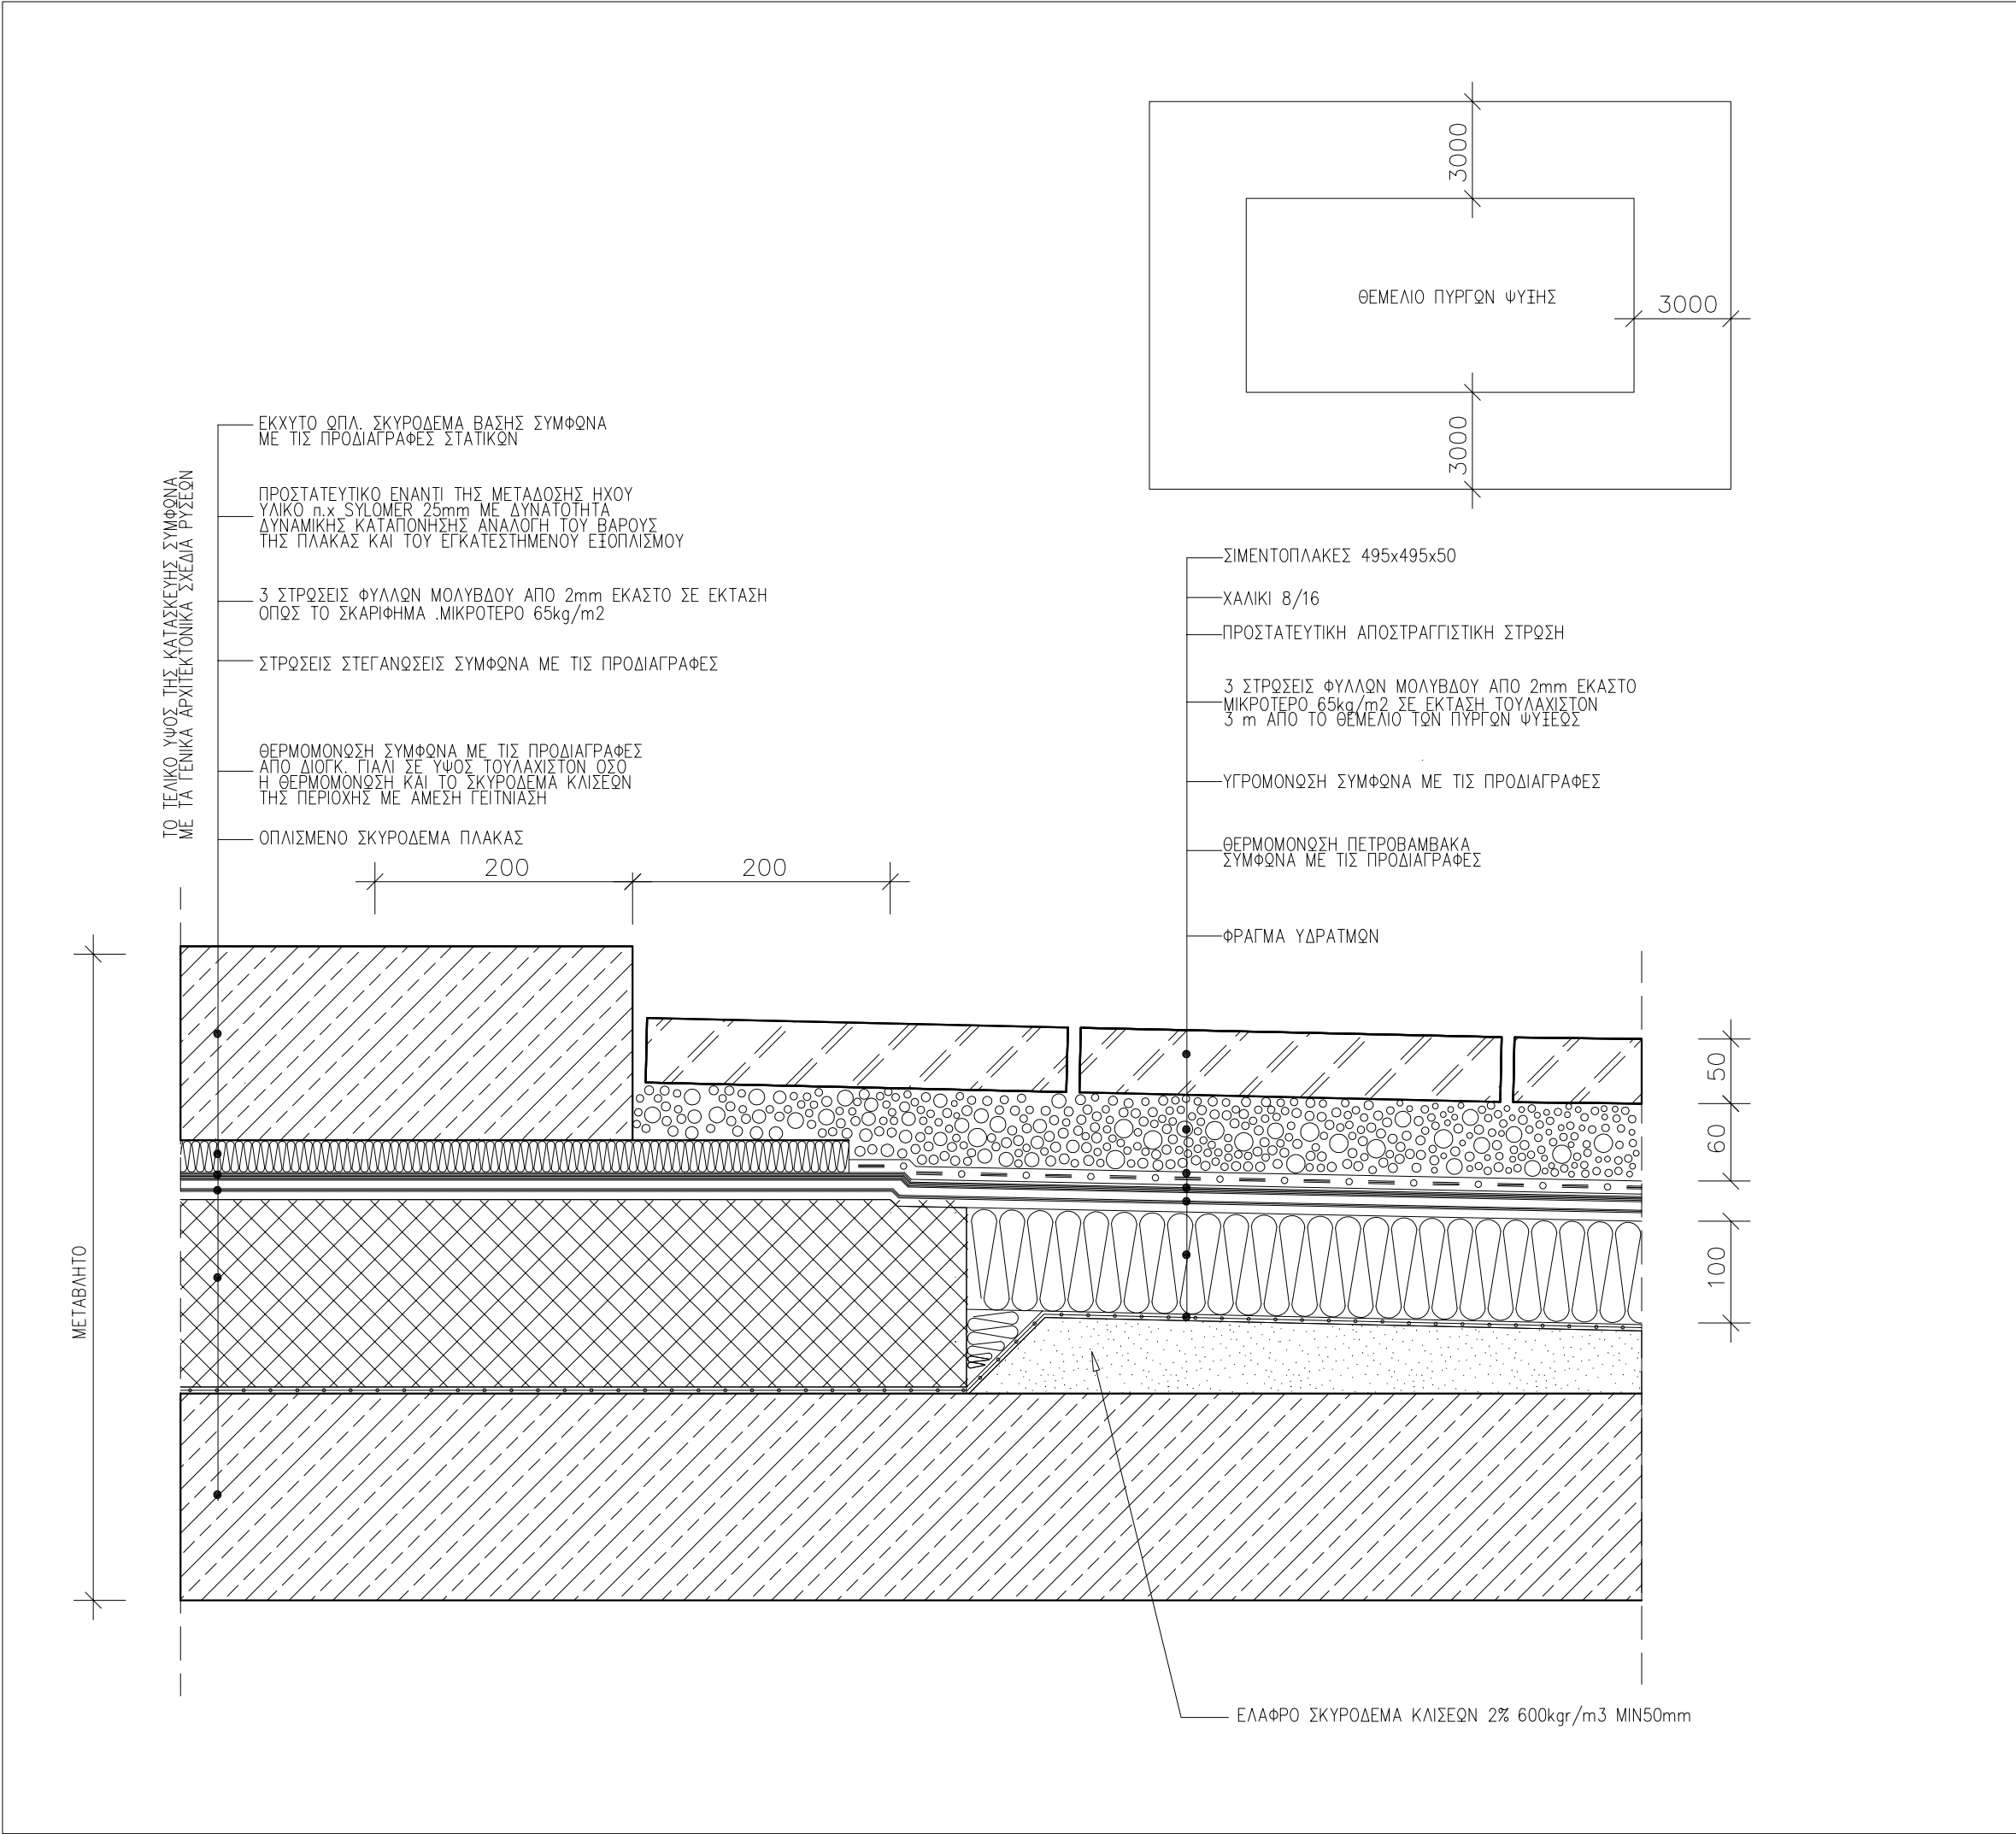 3000
ΘΕΜΕΛΙΟ ΠΥΡΓΩΝ ΨΥΞΗΣ
3000
3000
ΤΟ ΤΕΛΙΚΟ ΥΨΟΣ ΤΗΣ ΚΑΤΑΣΚΕΥΗΣ ΣΥΜΦΩΝΑ
ΜΕ ΤΑ ΓΕΝΙΚΑ ΑΡΧΙΤΕΚΤΟΝΙΚΑ ΣΧΕΔΙΑ ΡΥΣΕΩΝ
ΕΚΧΥΤΟ ΩΠΛ. ΣΚΥΡΟΔΕΜΑ ΒΑΣΗΣ ΣΥΜΦΩΝΑ
ΜΕ ΤΙΣ ΠΡΟΔΙΑΓΡΑΦΕΣ ΣΤΑΤΙΚΩΝ
ΠΡΟΣΤΑΤΕΥΤΙΚΟ ΕΝΑΝΤΙ ΤΗΣ ΜΕΤΑΔΟΣΗΣ ΗΧΟΥ
ΥΛΙΚΟ π.χ SYLOMER 25mm ΜΕ ΔΥΝΑΤΟΤΗΤΑ
ΔΥΝΑΜΙΚΗΣ ΚΑΤΑΠΟΝΗΣΗΣ ΑΝΑΛΟΓΗ ΤΟΥ ΒΑΡΟΥΣ
ΤΗΣ ΠΛΑΚΑΣ ΚΑΙ ΤΟΥ ΕΓΚΑΤΕΣΤΗΜΕΝΟΥ ΕΞΟΠΛΙΣΜΟΥ
3 ΣΤΡΩΣΕΙΣ ΦΥΛΛΩΝ ΜΟΛΥΒΔΟΥ ΑΠΟ 2mm ΕΚΑΣΤΟ ΣΕ ΕΚΤΑΣΗ
ΟΠΩΣ ΤΟ ΣΚΑΡΙΦΗΜΑ .ΜΙΚΡΟΤΕΡΟ 65kg/m2
ΣΤΡΩΣΕΙΣ ΣΤΕΓΑΝΩΣΕΙΣ ΣΥΜΦΩΝΑ ΜΕ ΤΙΣ ΠΡΟΔΙΑΓΡΑΦΕΣ
ΘΕΡΜΟΜΟΝΩΣΗ ΣΥΜΦΩΝΑ ΜΕ ΤΙΣ ΠΡΟΔΙΑΓΡΑΦΕΣ
ΑΠΟ ΔΙΟΓΚ. ΓΙΑΛΙ ΣΕ ΥΨΟΣ ΤΟΥΛΑΧΙΣΤΟΝ ΟΣΟ
Η ΘΕΡΜΟΜΟΝΩΣΗ ΚΑΙ ΤΟ ΣΚΥΡΟΔΕΜΑ ΚΛΙΣΕΩΝ
ΤΗΣ ΠΕΡΙΟΧΗΣ ΜΕ ΑΜΕΣΗ ΓΕΙΤΝΙΑΣΗ
ΟΠΛΙΣΜΕΝΟ ΣΚΥΡΟΔΕΜΑ ΠΛΑΚΑΣ
ΣΙΜΕΝΤΟΠΛΑΚΕΣ 495x495x50
ΧΑΛΙΚΙ 8/16
ΠΡΟΣΤΑΤΕΥΤΙΚΗ ΑΠΟΣΤΡΑΓΓΙΣΤΙΚΗ ΣΤΡΩΣΗ
3 ΣΤΡΩΣΕΙΣ ΦΥΛΛΩΝ ΜΟΛΥΒΔΟΥ ΑΠΟ 2mm ΕΚΑΣΤΟ
ΜΙΚΡΟΤΕΡΟ 65kg/m2 ΣΕ ΕΚΤΑΣΗ ΤΟΥΛΑΧΙΣΤΟΝ
3 m ΑΠΟ ΤΟ ΘΕΜΕΛΙΟ ΤΩΝ ΠΥΡΓΩΝ ΨΥΞΕΩΣ
ΥΓΡΟΜΟΝΩΣΗ ΣΥΜΦΩΝΑ ΜΕ ΤΙΣ ΠΡΟΔΙΑΓΡΑΦΕΣ
ΘΕΡΜΟΜΟΝΩΣΗ ΠΕΤΡΟΒΑΜΒΑΚΑ
ΣΥΜΦΩΝΑ ΜΕ ΤΙΣ ΠΡΟΔΙΑΓΡΑΦΕΣ
ΦΡΑΓΜΑ ΥΔΡΑΤΜΩΝ
200
200
50
60
100
ΜΕΤΑΒΛΗΤΟ
ΕΛΑΦΡΟ ΣΚΥΡΟΔΕΜΑ ΚΛΙΣΕΩΝ 2% 600kgr/m3 MIN50mm